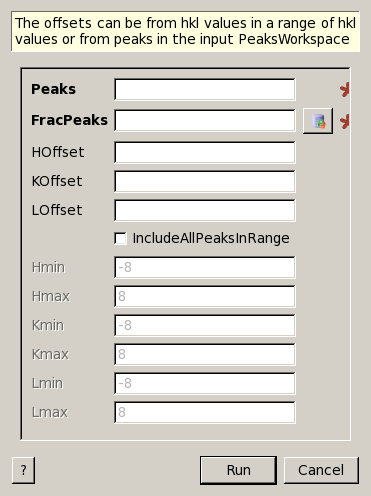 The offsets can be from hkl values in a range of hkl
values or from peaks in the input PeaksWorkspace
Peaks
FracPeaks
HOffset
KOffset
LOffset
IncludeAllPeaksInRange
Hmin -8
Hmax 8
Kmin -8
Kmax 8
Lmin -8
Lmax 8
? Run Cancel